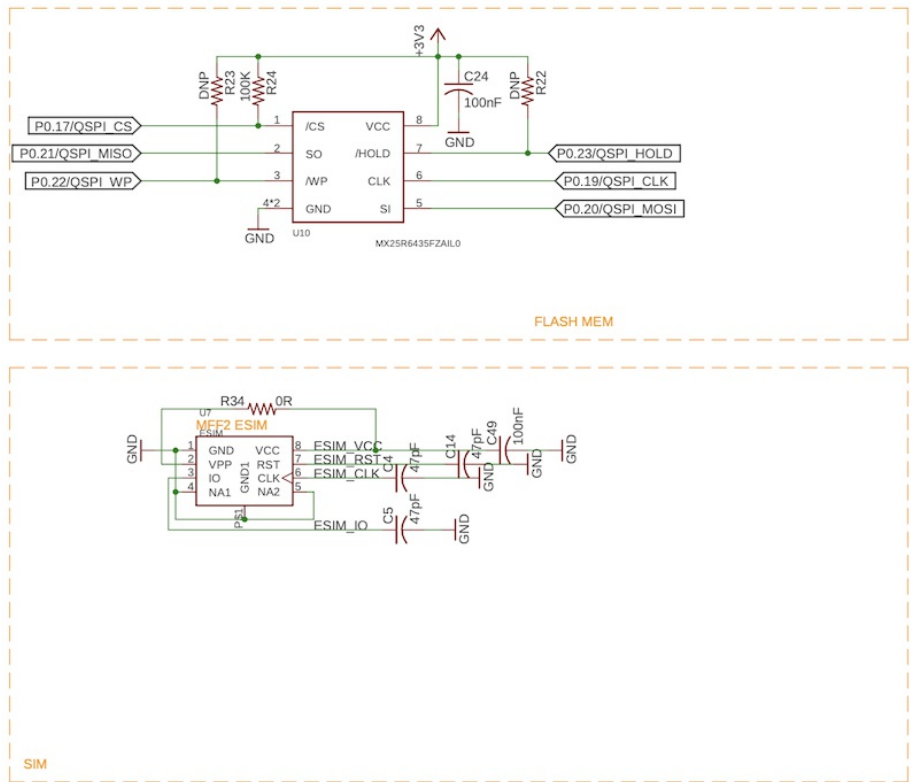 +3V3
DNP
R23
100K
R24
C24
100nF
DNP
R22
GND
P0.17/QSPI_CS
1
/CS
VCC
8
P0.21/QSPI_MISO
2
SO
/HOLD
7
P0.23/QSPI_HOLD
P0.22/QSPI_WP
3
/WP
CLK
6
P0.19/QSPI_CLK
4*2
GND
SI
5
P0.20/QSPI_MOSI
GND
U10
MX25R6435FZAIL0
FLASH MEM
R34
0R
U7
MFF2 ESIM
ESIM
GND
1
GND
VCC
8
ESIM_VCC
C49
100nF
GND
2
VPP
RST
7
ESIM_RST
C14
47pF
GND
3
IO
CLK
6
ESIM_CLK
C4
47pF
GND
4
NA1
GND1
NA2
5
P$1
ESIM_IO
C5
47pF
GND
SIM